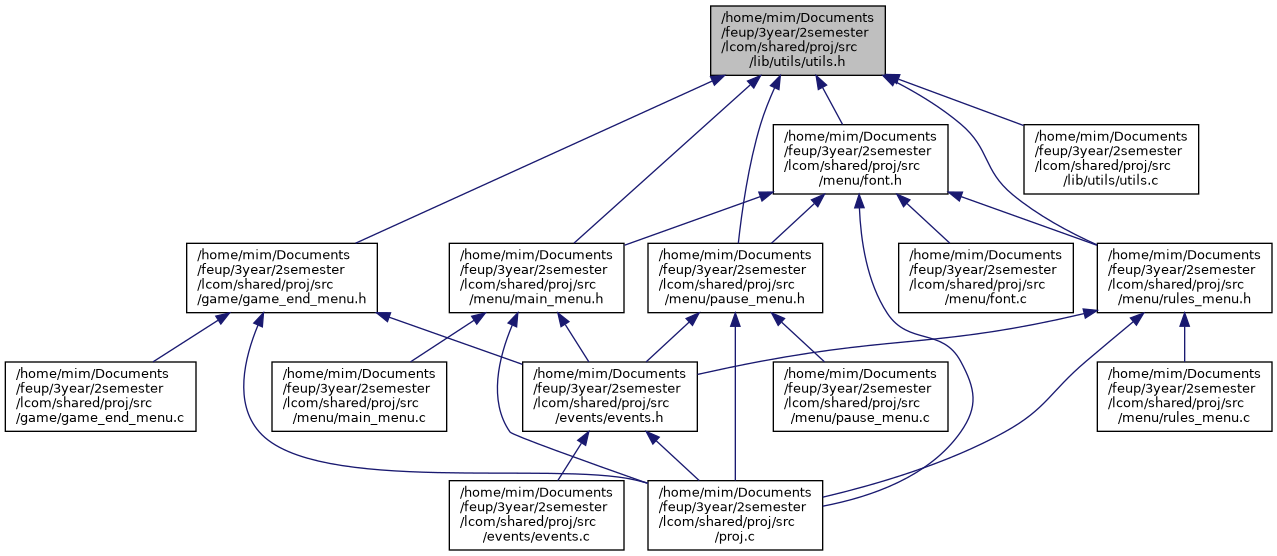 /home/mim/Documents
/feup/3year/2semester
/lcom/shared/proj/src
/lib/utils/utils.h
/home/mim/Documents
/feup/3year/2semester
/lcom/shared/proj/src
/menu/font.h
/home/mim/Documents
/feup/3year/2semester
/lcom/shared/proj/src
/lib/utils/utils.c
/home/mim/Documents
/feup/3year/2semester
/lcom/shared/proj/src
/game/game_end_menu.h
/home/mim/Documents
/feup/3year/2semester
/lcom/shared/proj/src
/menu/main_menu.h
/home/mim/Documents
/feup/3year/2semester
/lcom/shared/proj/src
/menu/pause_menu.h
/home/mim/Documents
/feup/3year/2semester
/lcom/shared/proj/src
/menu/font.c
/home/mim/Documents
/feup/3year/2semester
/lcom/shared/proj/src
/menu/rules_menu.h
/home/mim/Documents
/feup/3year/2semester
/lcom/shared/proj/src
/game/game_end_menu.c
/home/mim/Documents
/feup/3year/2semester
/lcom/shared/proj/src
/menu/main_menu.c
/home/mim/Documents
/feup/3year/2semester
/lcom/shared/proj/src
/events/events.h
/home/mim/Documents
/feup/3year/2semester
/lcom/shared/proj/src
/menu/pause_menu.c
/home/mim/Documents
/feup/3year/2semester
/lcom/shared/proj/src
/menu/rules_menu.c
/home/mim/Documents
/feup/3year/2semester
/lcom/shared/proj/src
/events/events.c
/home/mim/Documents
/feup/3year/2semester
/lcom/shared/proj/src
/proj.c